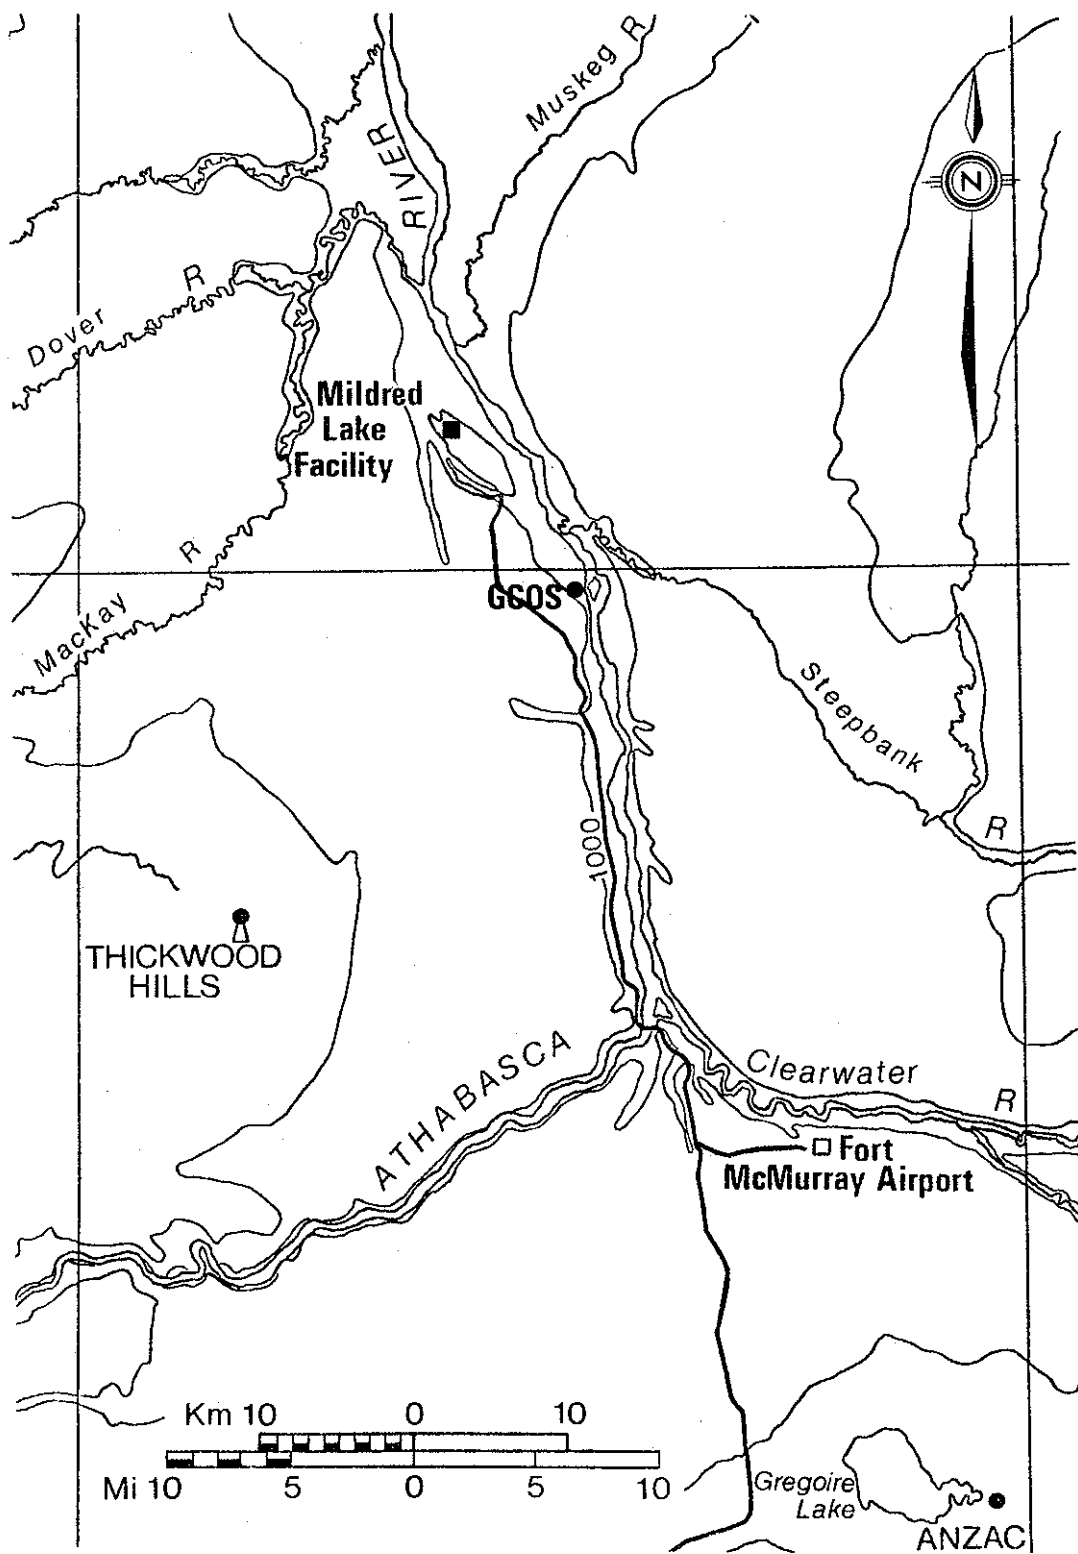 Muskeg R
RIVER
N
R
Dover
Mildred
Lake
Facility
R
MacKay
GCOS
Steepbank
R
1000
THICKWOOD
HILLS
ATHABASCA
Clearwater
R
Fort
McMurray Airport
Km 10 0 10
Mi 10 5 0 5 10
Gregoire
Lake
ANZAC